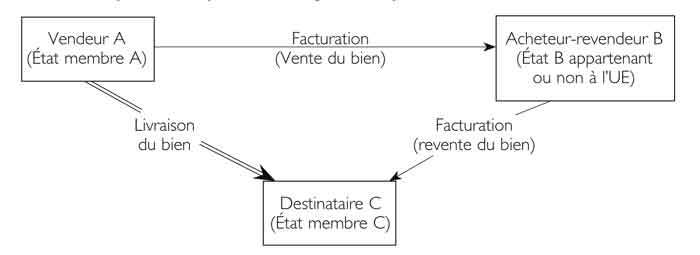 Vendeur A
(État membre A)
Facturation
(Vente du bien)
Acheteur-revendeur B
(État B appartenant
ou non à l'UE)
Livraison
du bien
Facturation
(revente du bien)
Destinataire C
(État membre C)